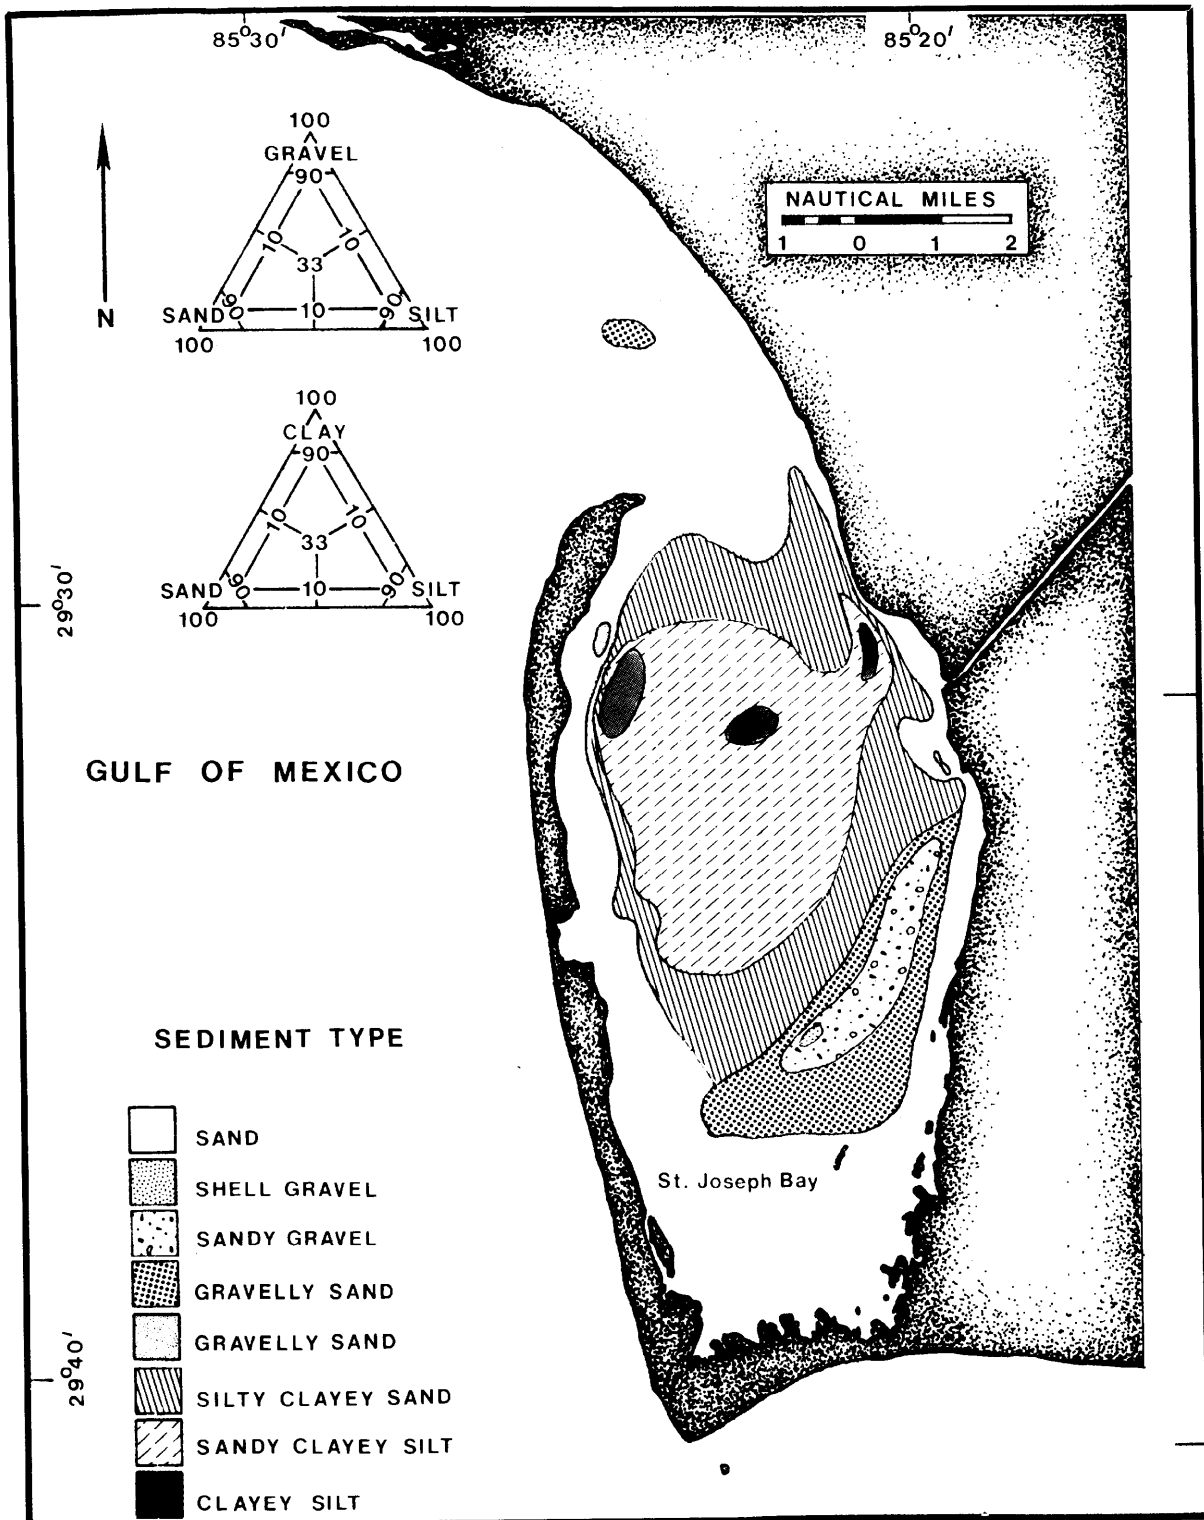 85°30'
85°20'
100
GRAVEL
90
10 10
33
90 10 90
SAND SILT
100 100
N
NAUTICAL MILES
1 0 1 2
100
CLAY
90
10 10
33
90 10 90
SAND SILT
100 100
29°30'
GULF OF MEXICO
SEDIMENT TYPE
SAND
SHELL GRAVEL
SANDY GRAVEL
GRAVELLY SAND
GRAVELLY SAND
SILTY CLAYEY SAND
SANDY CLAYEY SILT
CLAYEY SILT
St. Joseph Bay
29°40'